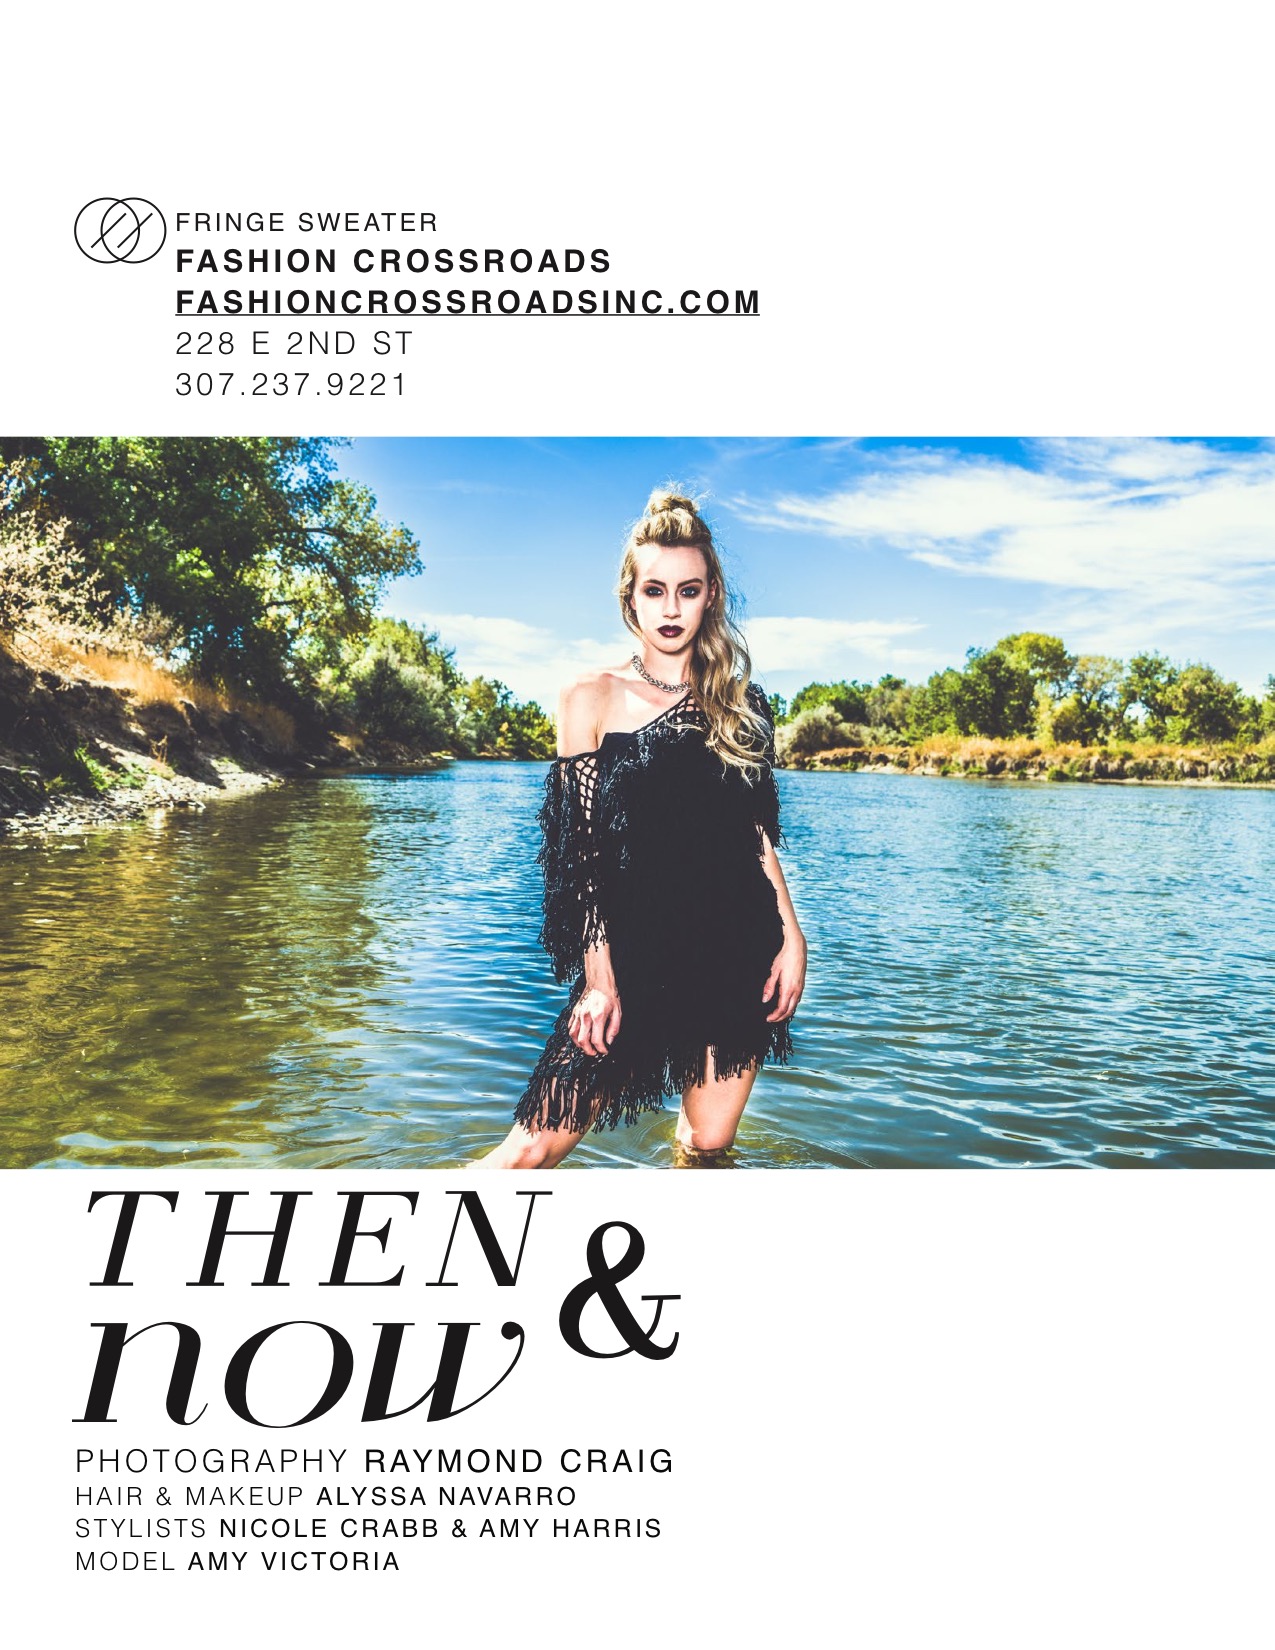 FRINGE SWEATER
FASHION CROSSROADS
FASHIONCROSSROADSINC.COM
228 E 2ND ST
307.237.9221
THEN &
now
PHOTOGRAPHY RAYMOND CRAIG
HAIR & MAKEUP ALYSSA NAVARRO
STYLISTS NICOLE CRABB & AMY HARRIS
MODEL AMY VICTORIA